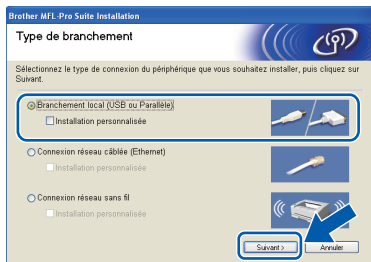 Brother MFL-Pro Suite Installation
Type de branchement
Sélectionnez le type de connexion du périphérique que vous souhaitez installer, puis cliquez sur
Suivant.
Branchement local (USB ou Parallèle)
Installation personnalisée
Connexion réseau câblée (Ethernet)
Installation personnalisée
Connexion réseau sans fil
Installation personnalisée
Suivant >
Annuler